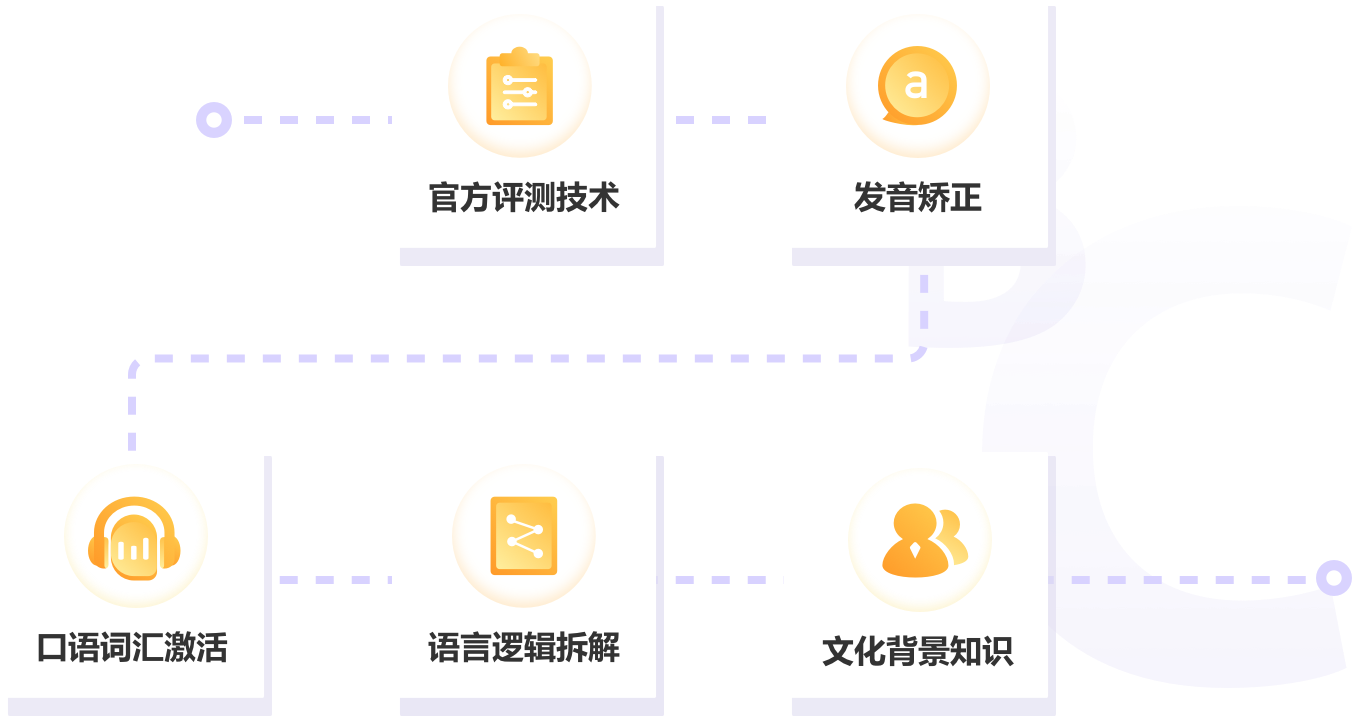 官方评测技术
a
发音矫正
口语词汇激活
语言逻辑拆解
文化背景知识